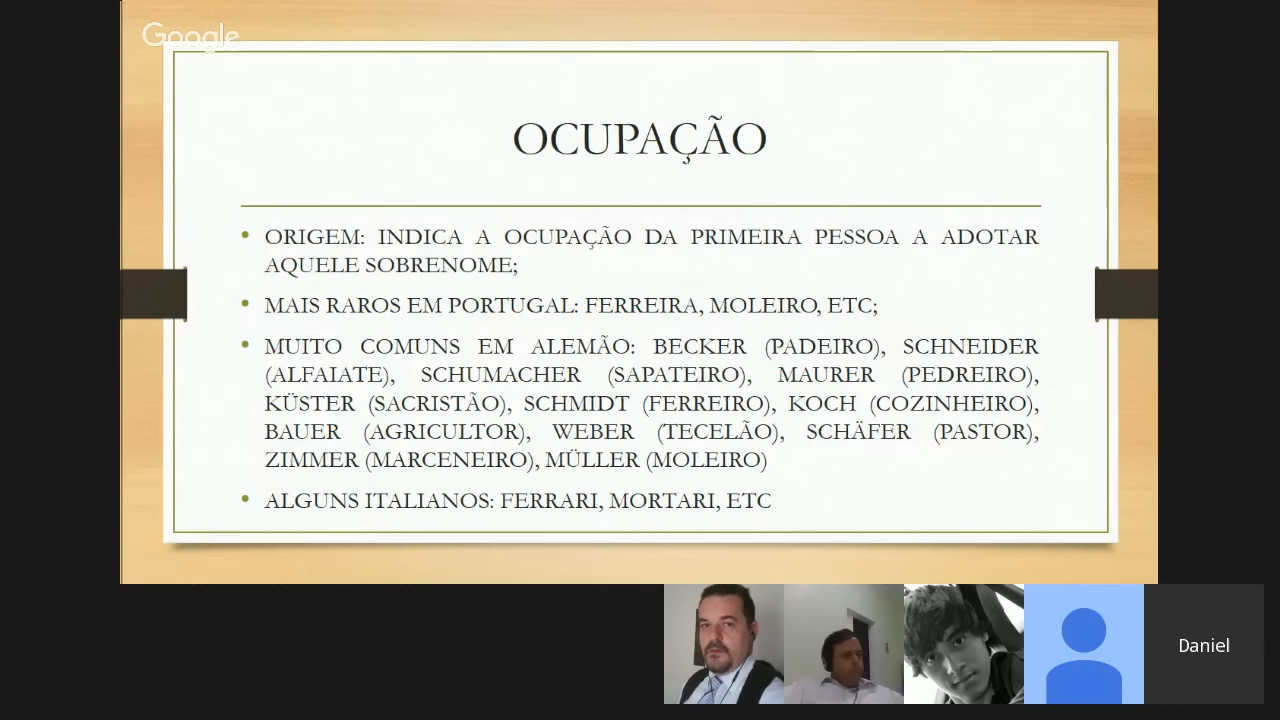 Google
OCUPAÇÃO
• ORIGEM: INDICA A OCUPAÇÃO DA PRIMEIRA PESSOA A ADOTAR
AQUELE SOBRENOME;
• MAIS RAROS EM PORTUGAL: FERREIRA, MOLEIRO, ETC;
• MUITO COMUNS EM ALEMÃO: BECKER (PADEIRO), SCHNEIDER
(ALFAIATE), SCHUMACHER (SAPATEIRO), MAURER (PEDREIRO),
KÜSTER (SACRISTÃO), SCHMIDT (FERREIRO), KOCH (COZINHEIRO),
BAUER (AGRICULTOR), WEBER (TECELÃO), SCHÄFER (PASTOR),
ZIMMER (MARCENEIRO), MÜLLER (MOLEIRO)
• ALGUNS ITALIANOS: FERRARI, MORTARI, ETC
Daniel